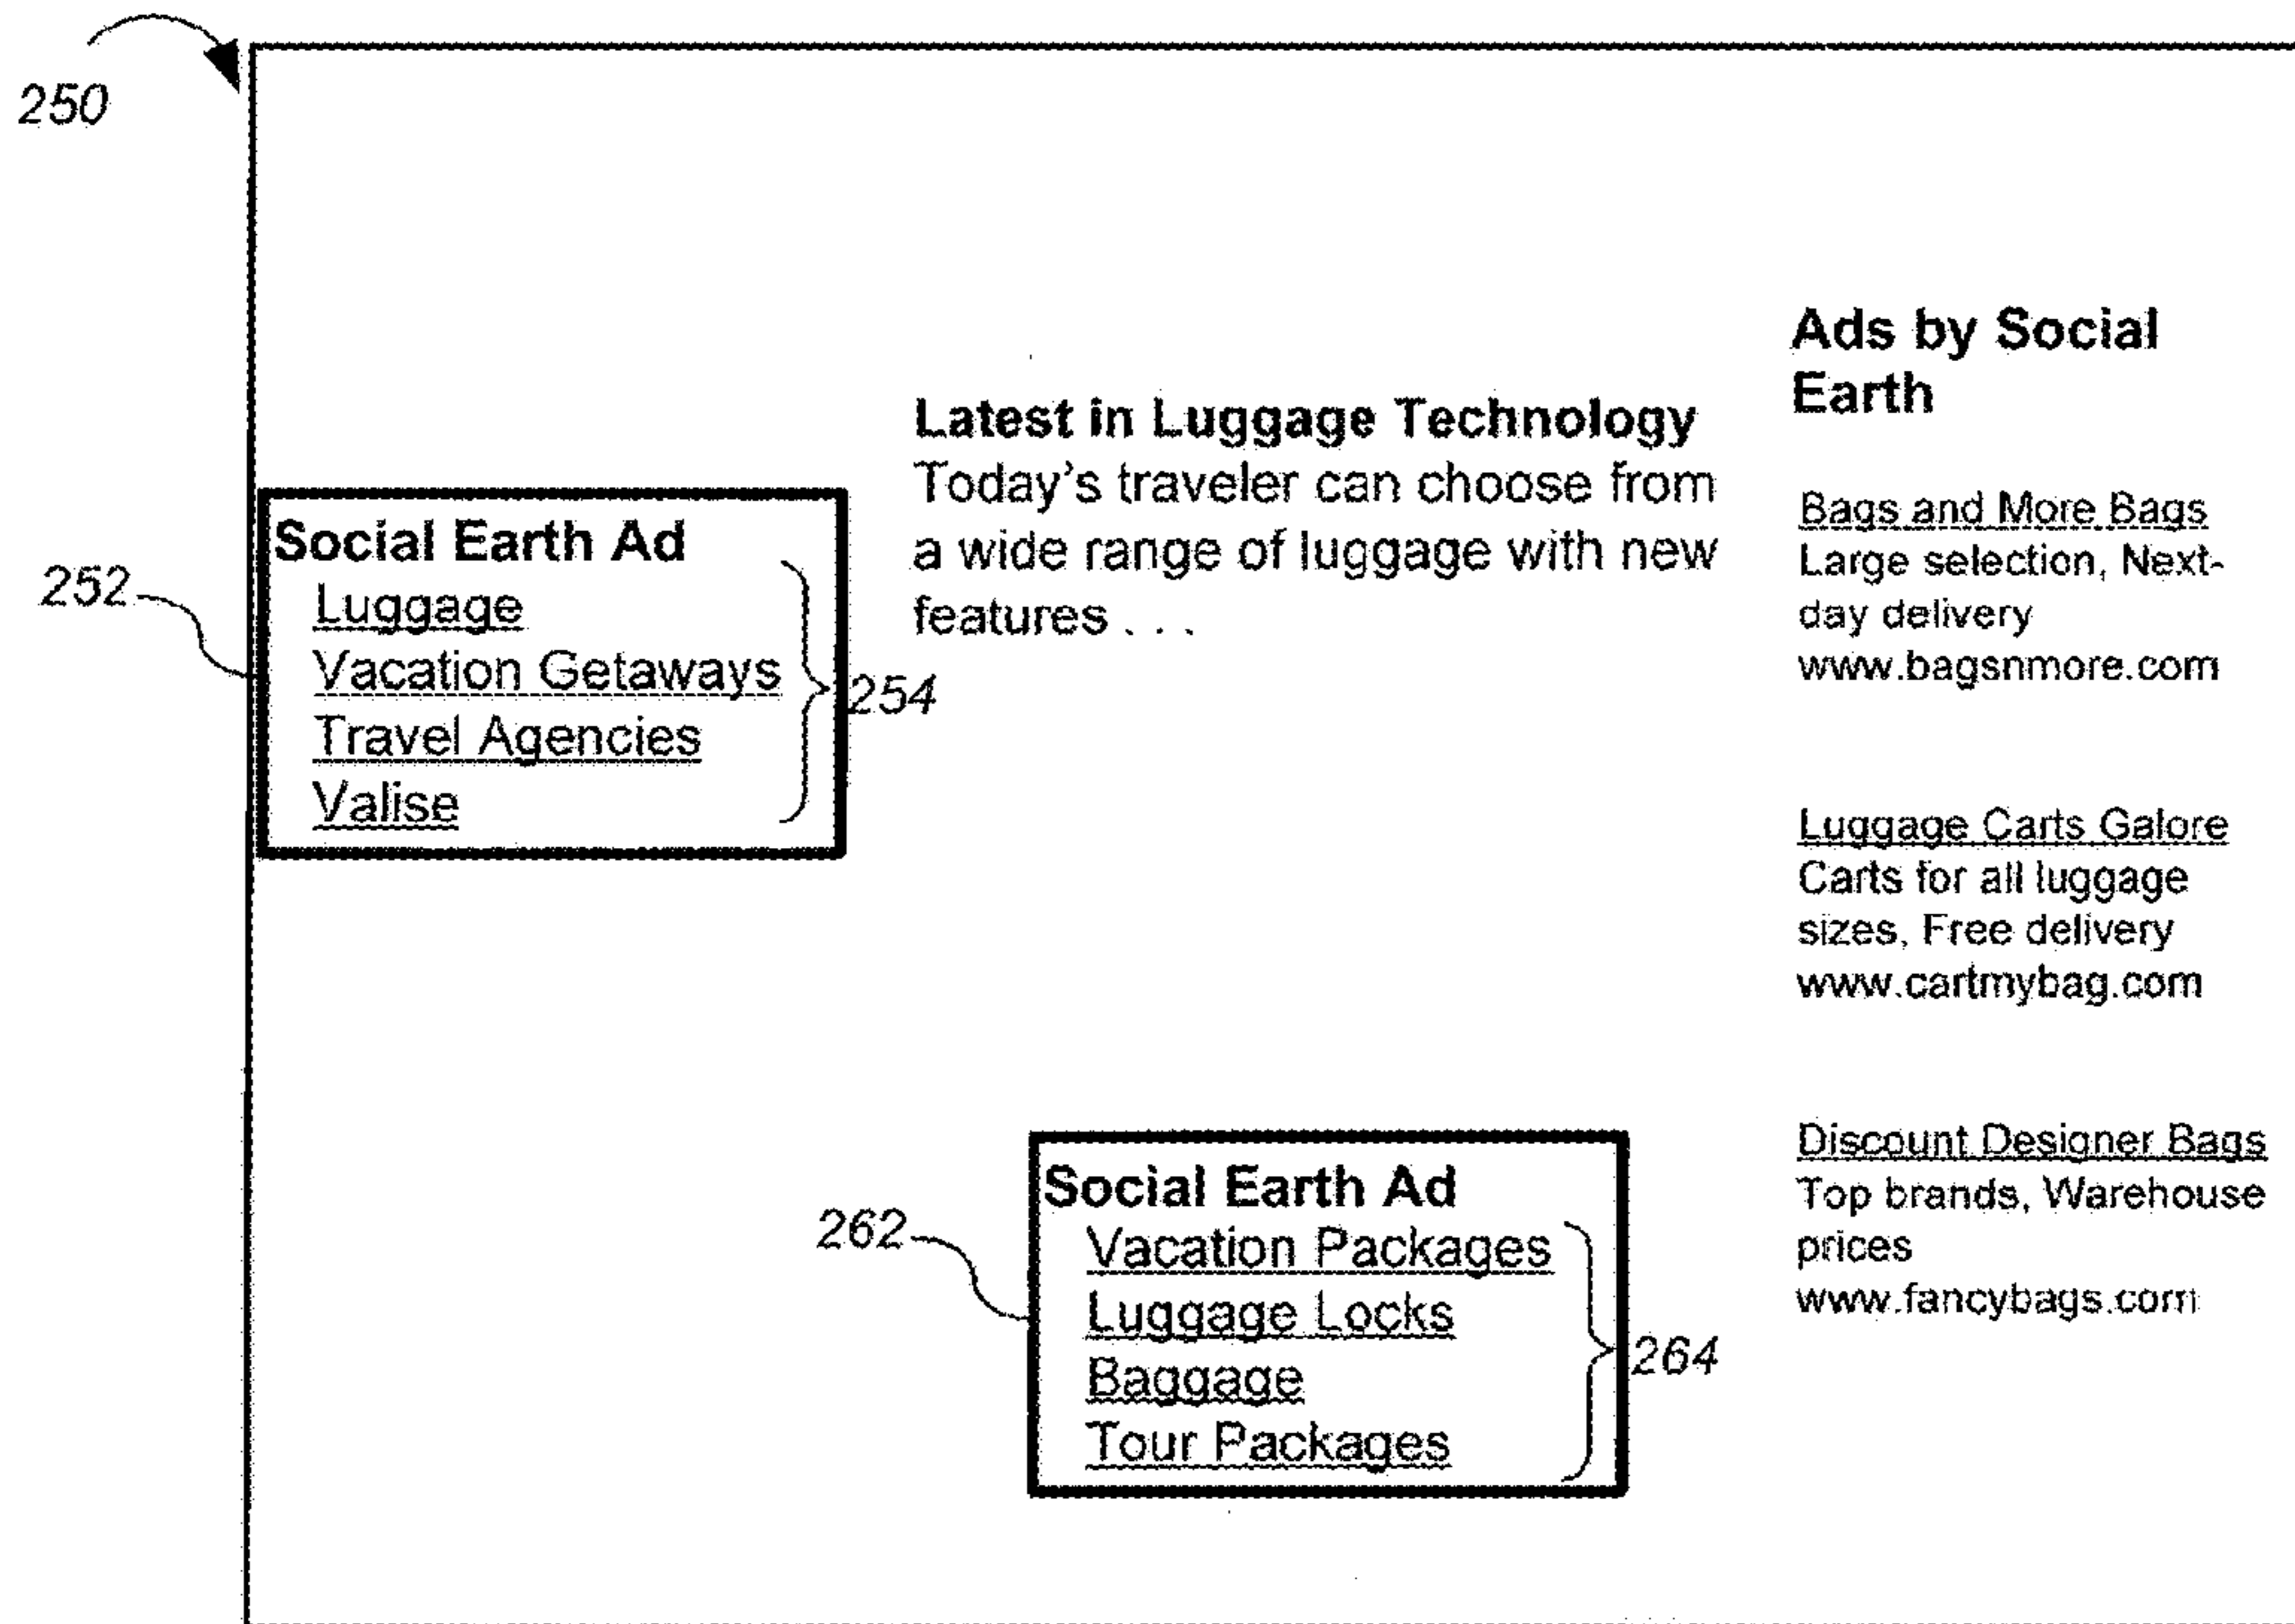 250
252
Social Earth Ad
Luggage
Vacation Getaways
Travel Agencies
Valise
254
Latest in Luggage Technology
Today's traveler can choose from
a wide range of luggage with new
features . . .
262
Social Earth Ad
Vacation Packages
Luggage Locks
Baggage
Tour Packages
264
Ads by Social
Earth
Bags and More Bags
Large selection, Next-
day delivery
www.bagsnmore.com
Luggage Carts Galore
Carts for all luggage
sizes, Free delivery
www.cartmybag.com
Discount Designer Bags
Top brands, Warehouse
prices
www.fancybags.com